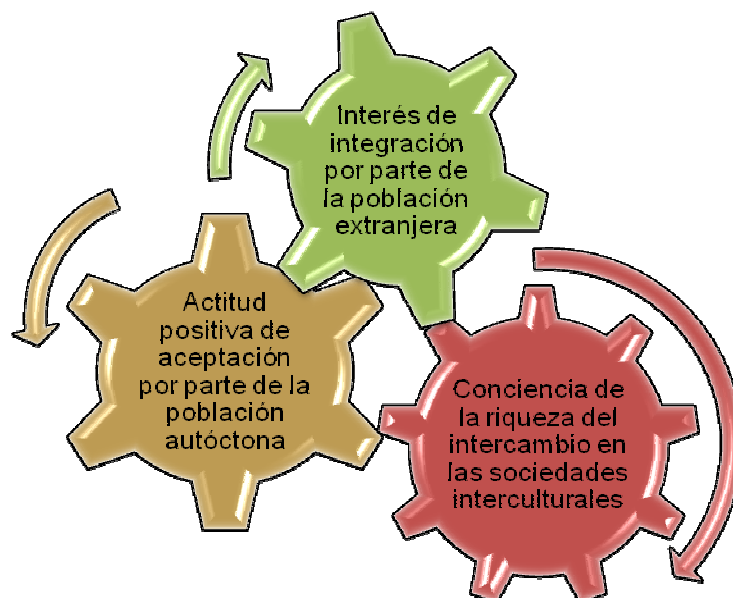 Interés de
integración
por parte de
la población
extranjera
Actitud
positiva de
aceptación
por parte de la
población
autóctona
Conciencia de
la riqueza del
intercambio en
las sociedades
interculturales